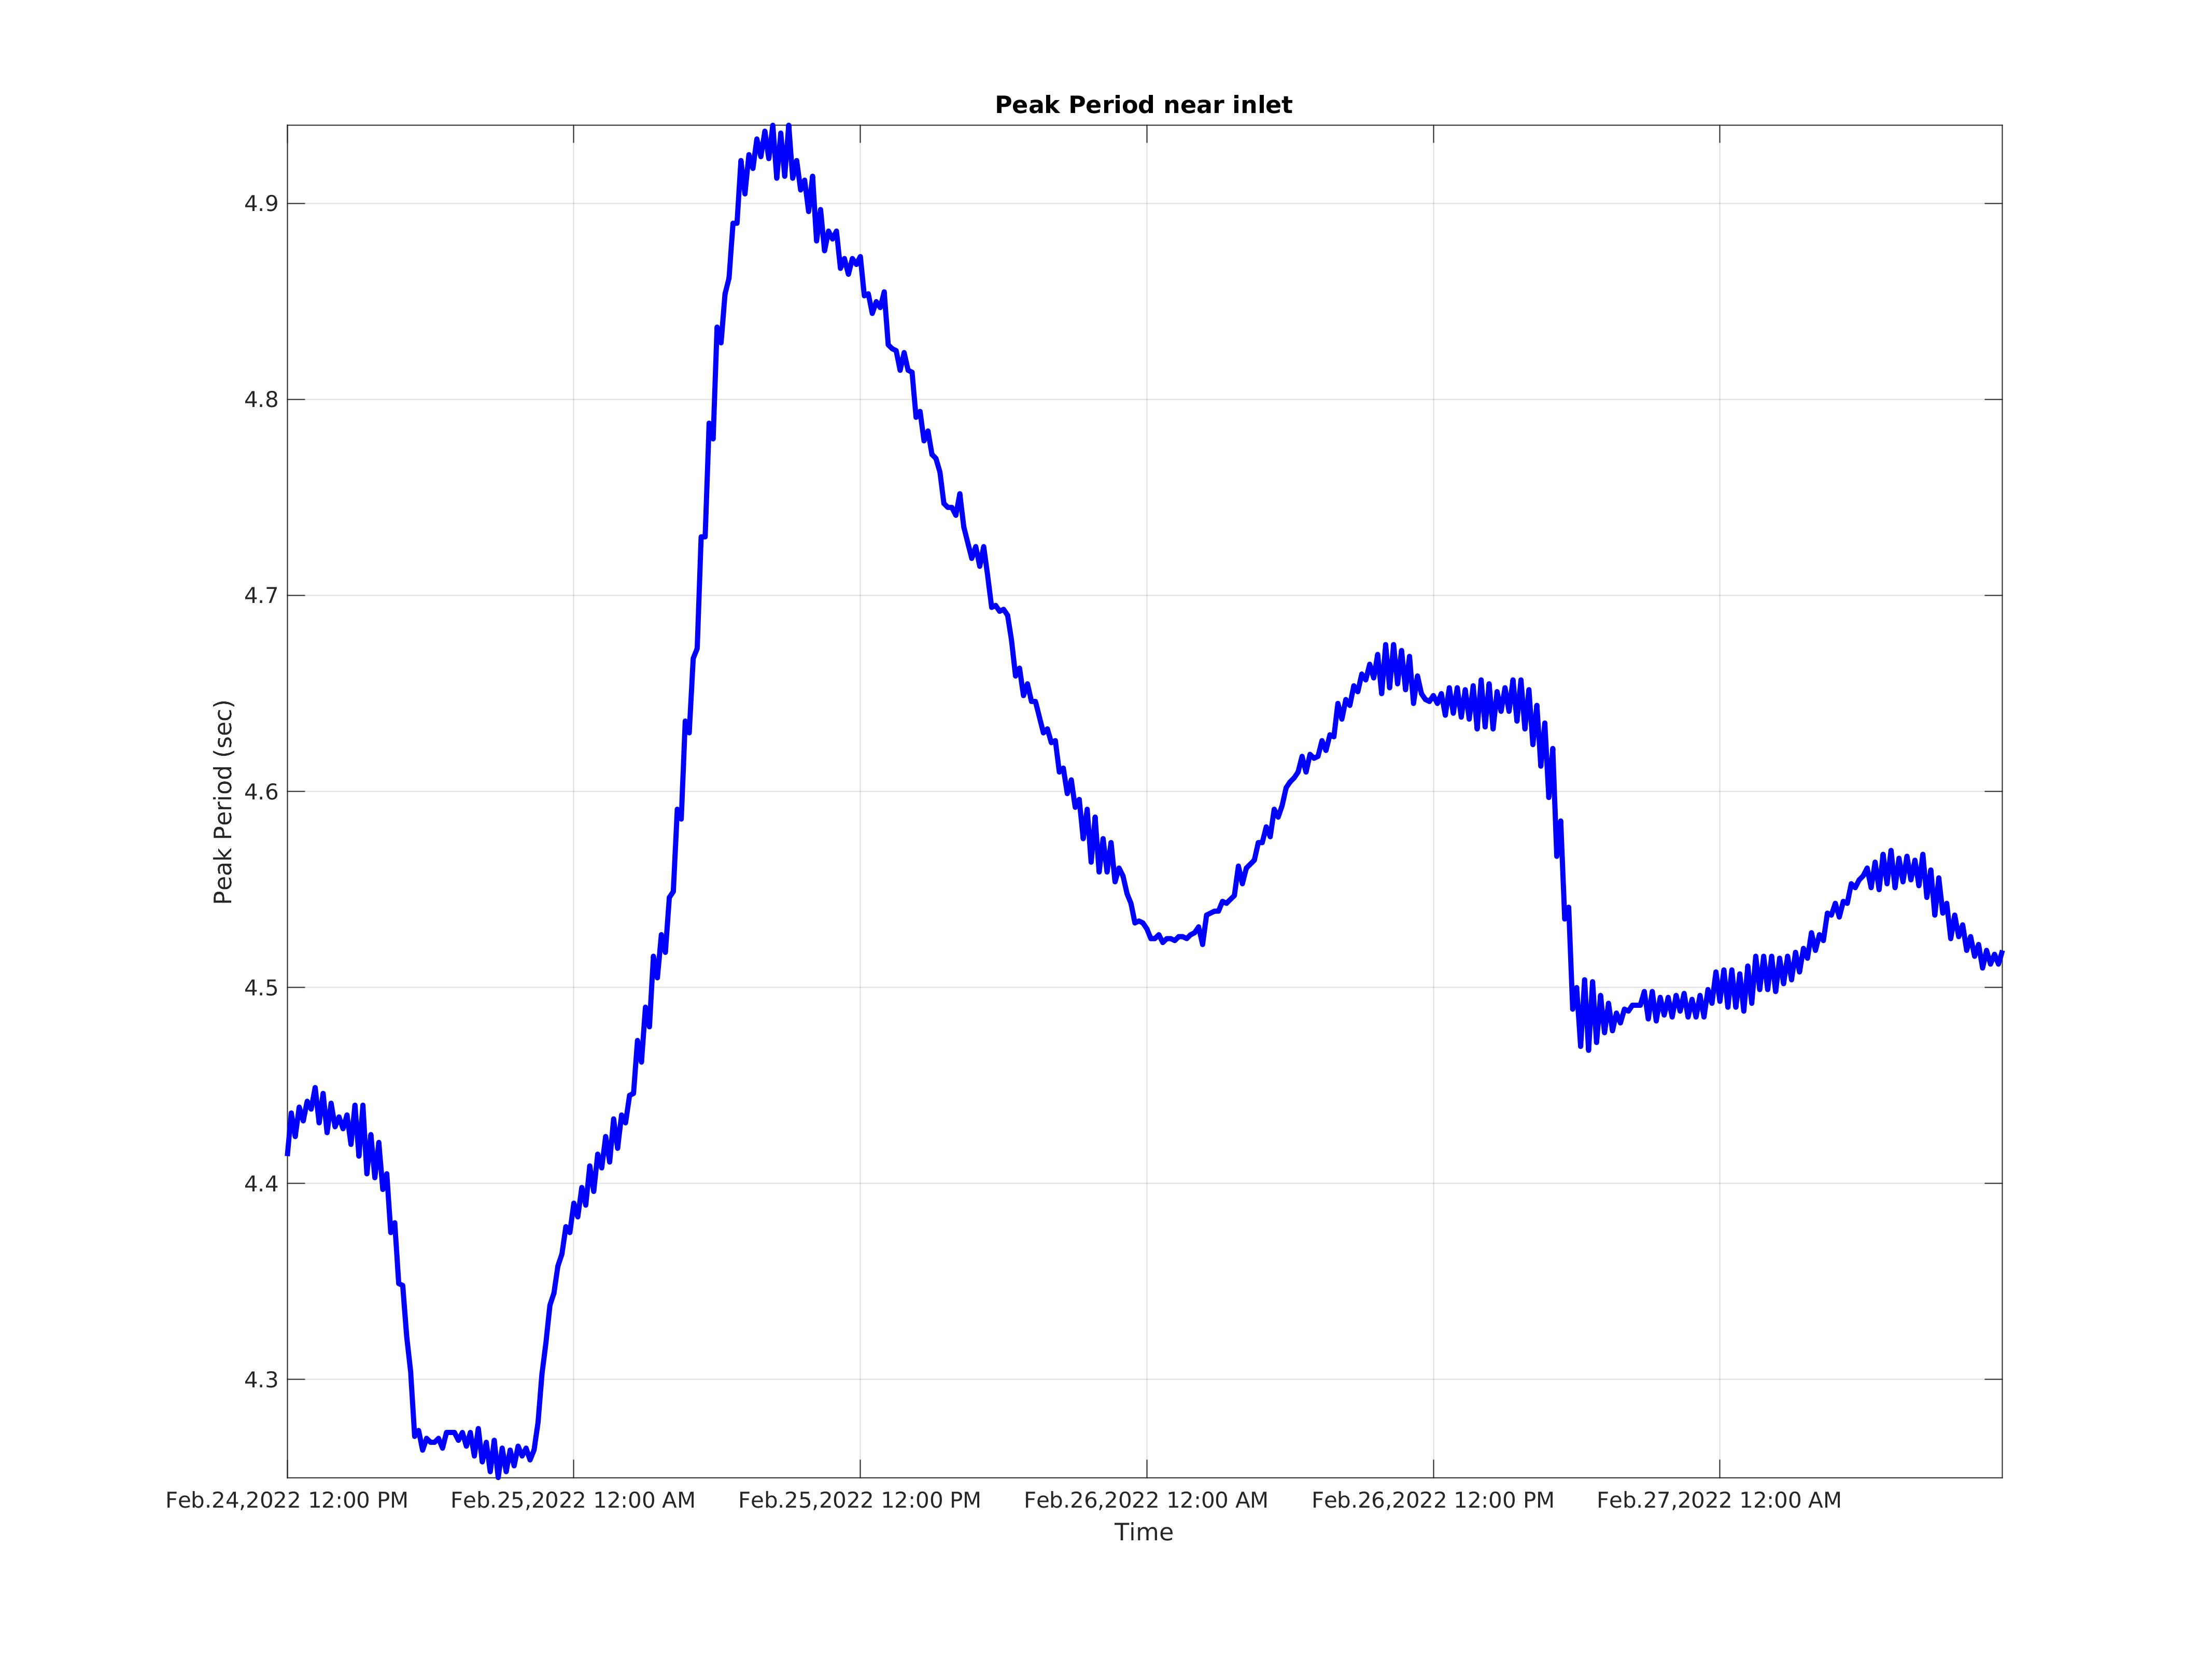 Peak Period near inlet
4.9
4.8
4.7
4.6
4.5
4.4
4.3
Peak Period (sec)
Feb.24,2022 12:00 PM
Feb.25,2022 12:00 AM
Feb.25,2022 12:00 PM
Feb.26,2022 12:00 AM
Feb.26,2022 12:00 PM
Feb.27,2022 12:00 AM
Time